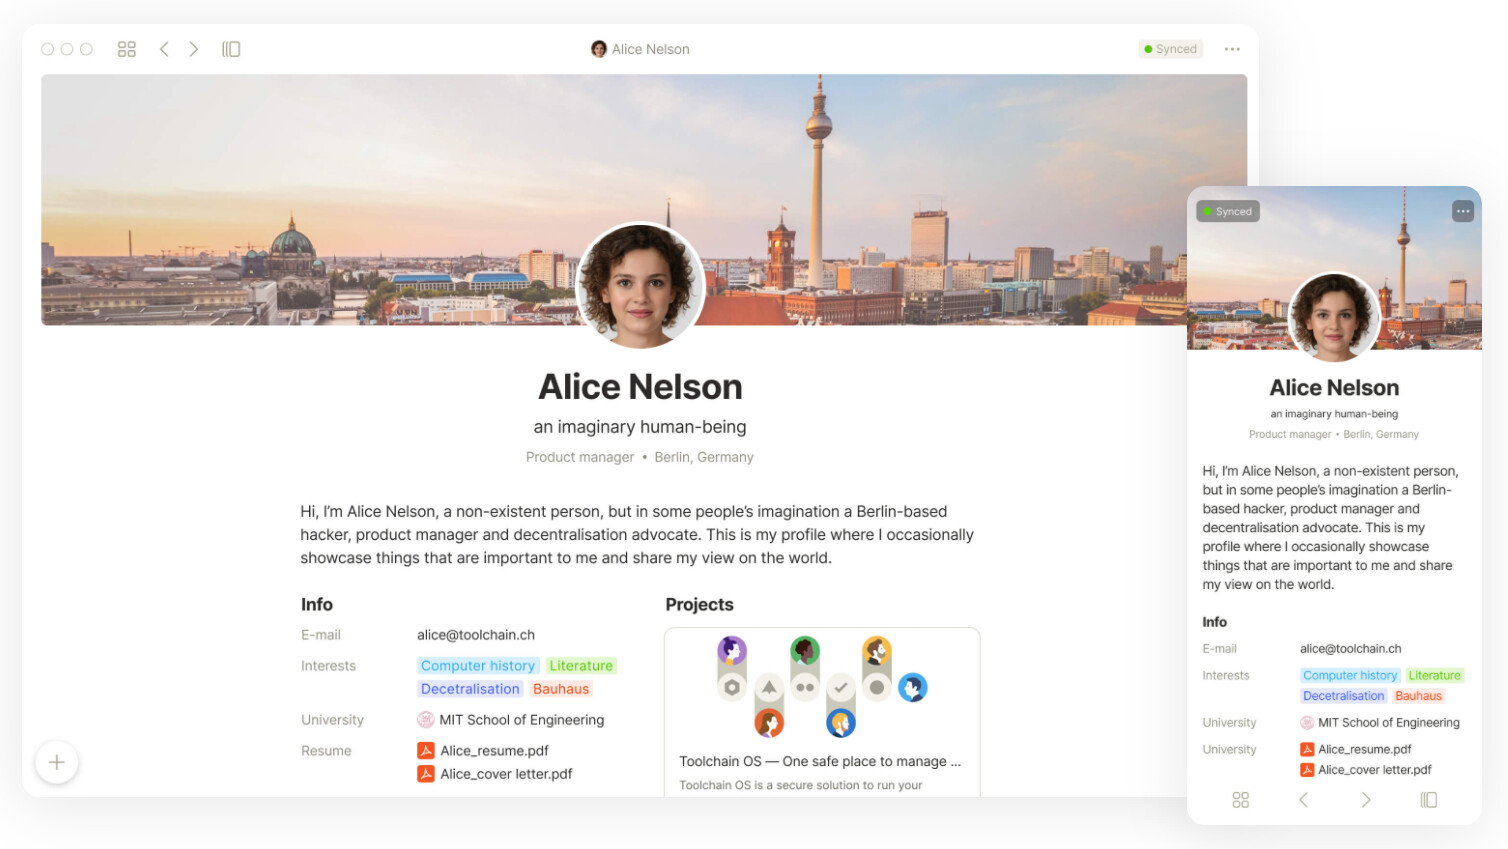 Alice Nelson
Synced
Alice Nelson
an imaginary human-being
Product manager • Berlin, Germany
Hi, I'm Alice Nelson, a non-existent person, but in some people's imagination a Berlin-based
hacker, product manager and decentralisation advocate. This is my profile where I occasionally
showcase things that are important to me and share my view on the world.
Info
E-mail alice@toolchain.ch
Interests Computer history Literature
Decetralisation Bauhaus
University MIT School of Engineering
Resume Alice_resume.pdf
Alice_cover letter.pdf
Projects
Toolchain OS — One safe place to manage ...
Toolchain OS is a secure solution to run your
Synced
Alice Nelson
an imaginary human-being
Product manager • Berlin, Germany
Hi, I'm Alice Nelson, a non-existent person,
but in some people's imagination a Berlin-
based hacker, product manager and
decentralisation advocate. This is my
profile where I occasionally showcase
things that are important to me and share
my view on the world.
Info
E-mail alice@toolchain.ch
Interests Computer history Literature
Decetralisation Bauhaus
University MIT School of Engineering
University Alice_resume.pdf
Alice_cover letter.pdf